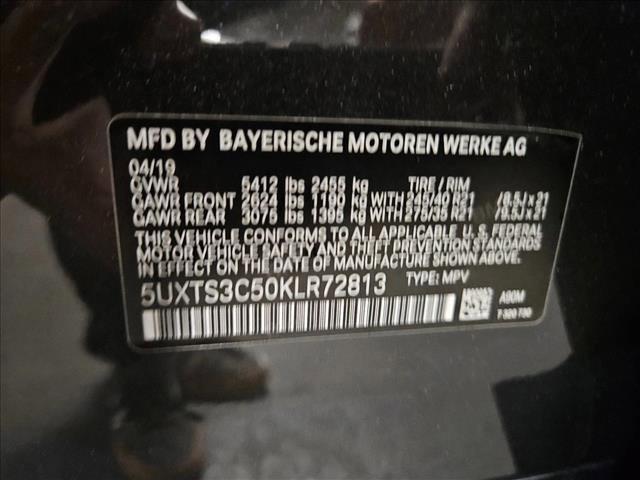 MFD BY BAYERISCHE MOTOREN WERKE AG
04/19
GVWR 5412 lbs 2455 kg TIRE / RIM
GAWR FRONT 2624 lbs 1190 kg WITH 245/40 R21 /8.5J x 21
GAWR REAR 3075 lbs 1395 kg WITH 275/35 R21 /9.5J x 21
THIS VEHICLE CONFORMS TO ALL APPLICABLE U. S. FEDERAL
MOTOR VEHICLE SAFETY AND THEFT PREVENTION STANDARDS
IN EFFECT ON THE DATE OF MANUFACTURE SHOWN ABOVE.
5UXTS3C50KLR72813 TYPE: MPV
A90M